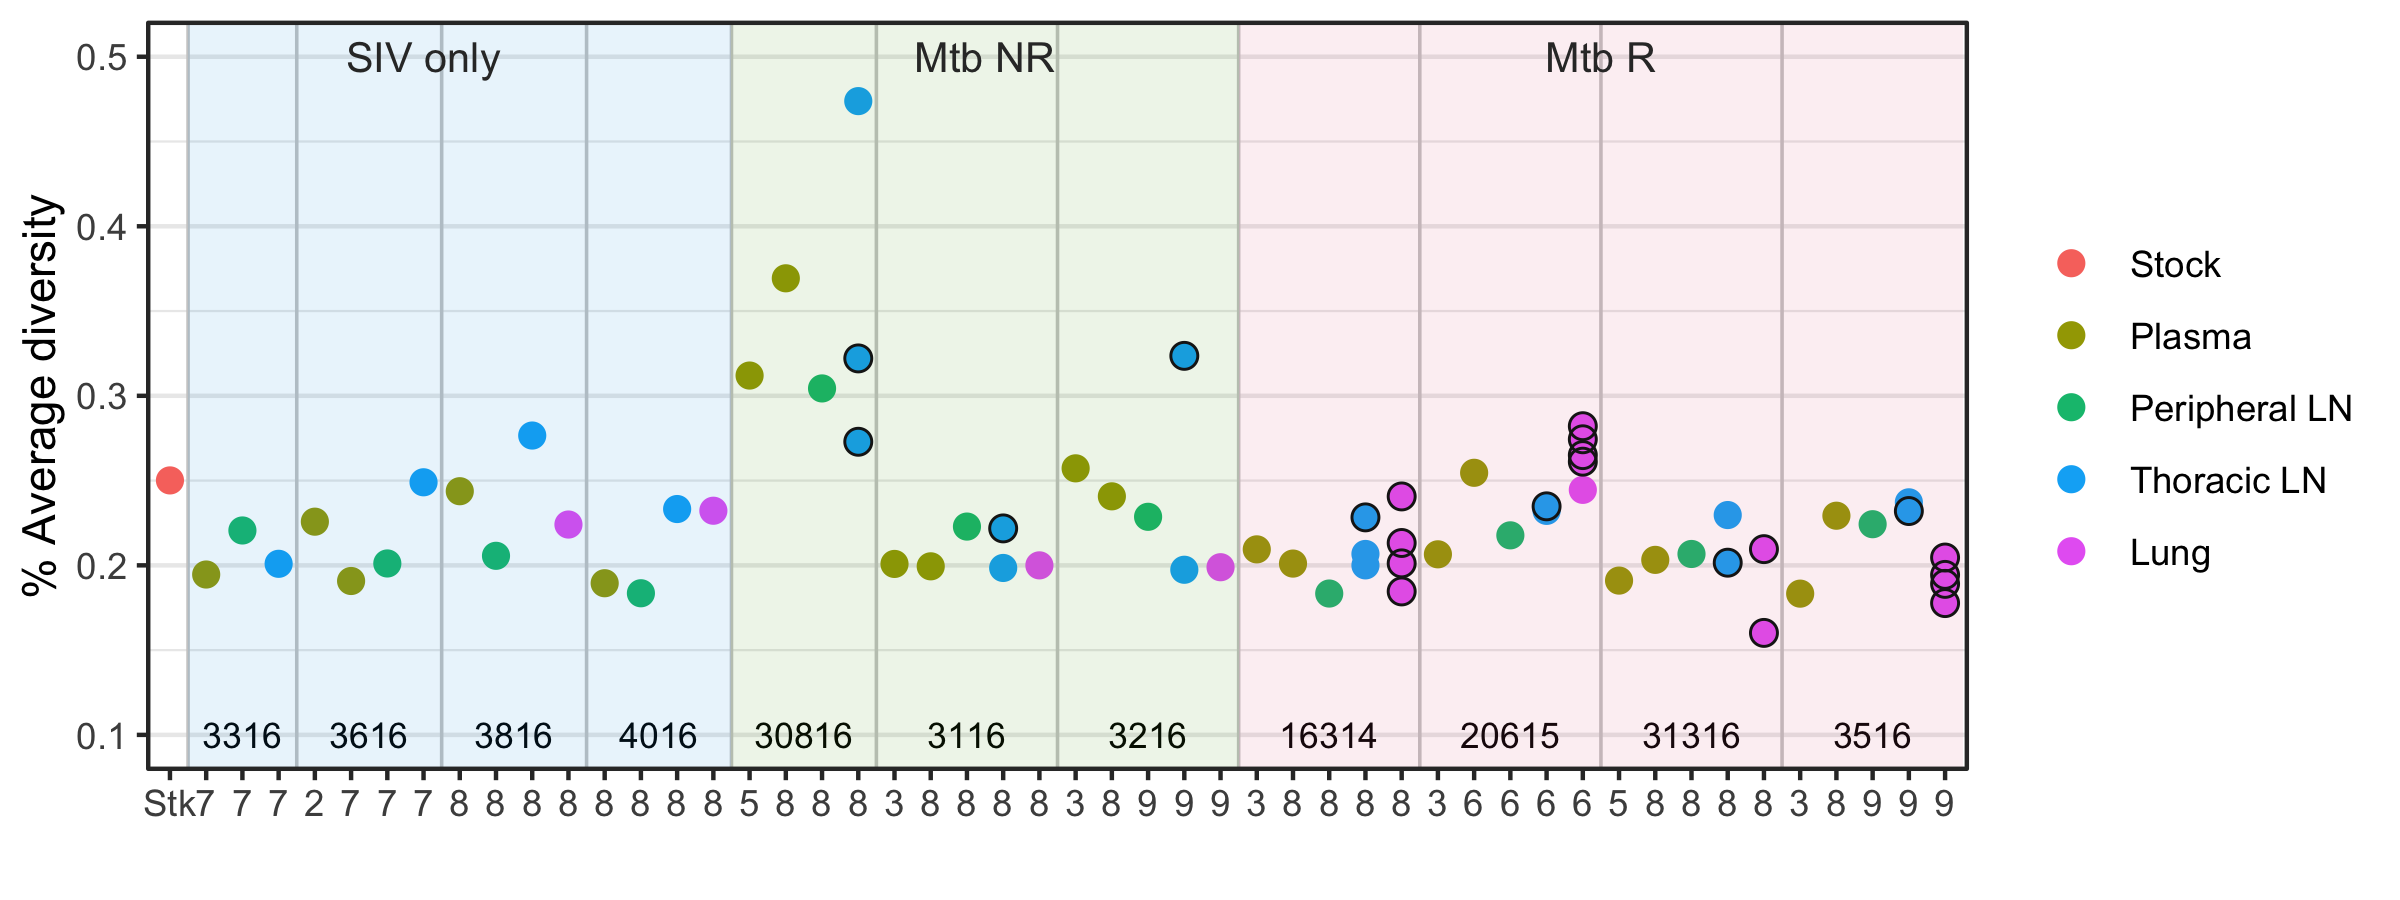 % Average diversity
0.5
0.4
0.3
0.2
0.1
SIV only Mtb NR Mtb R
3316 3616 3816 4016 30816 3116 3216 16314 20615 31316 3516
Stk 7 7 7 2 7 7 7 8 8 8 8 8 8 8 8 5 8 8 8 3 8 8 8 8 3 8 9 9 9 3 8 8 8 8 3 6 6 6 6 5 8 8 8 8 3 8 9 9 9
Stock
Plasma
Peripheral LN
Thoracic LN
Lung